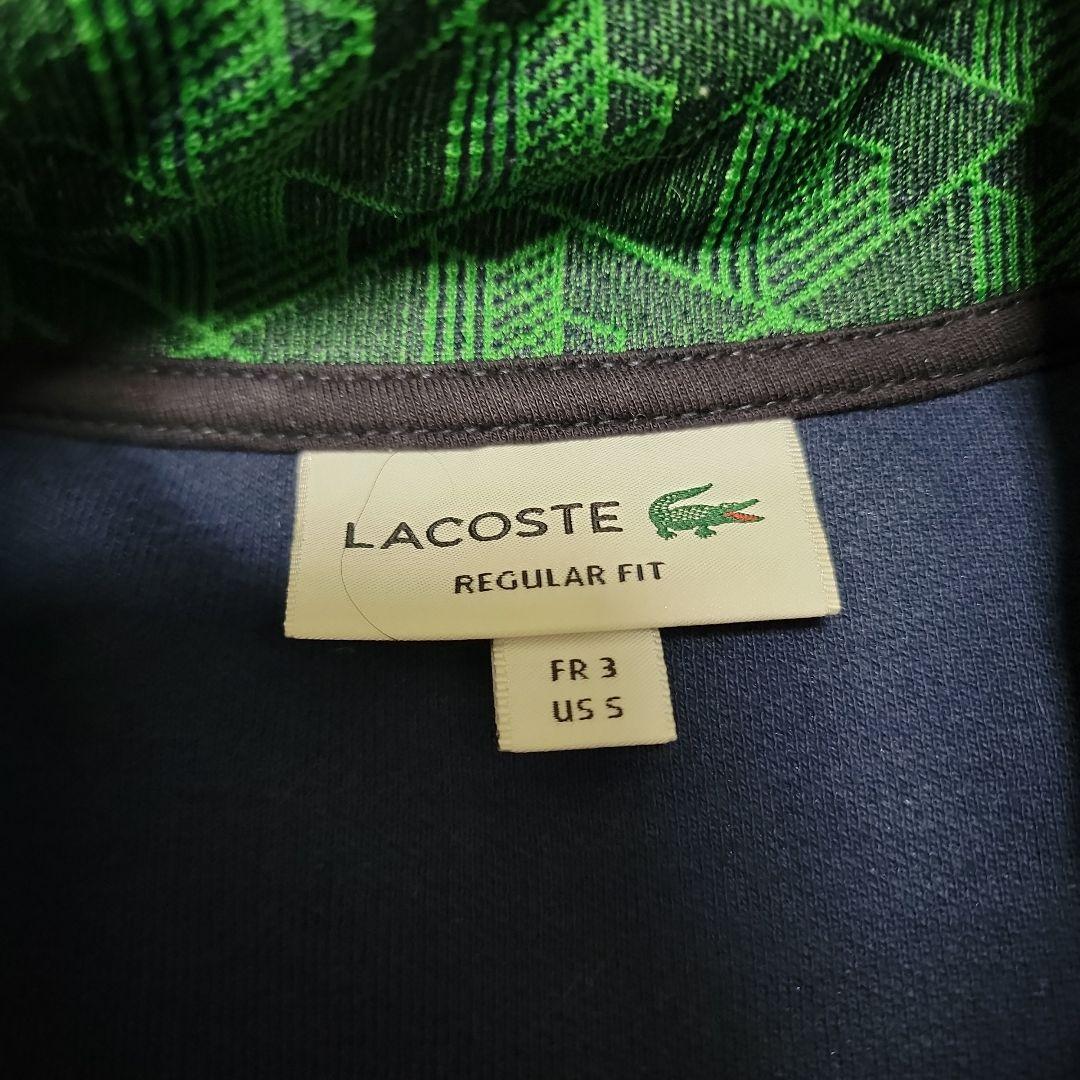 LACOSTE
REGULAR FIT
FR 3
US S